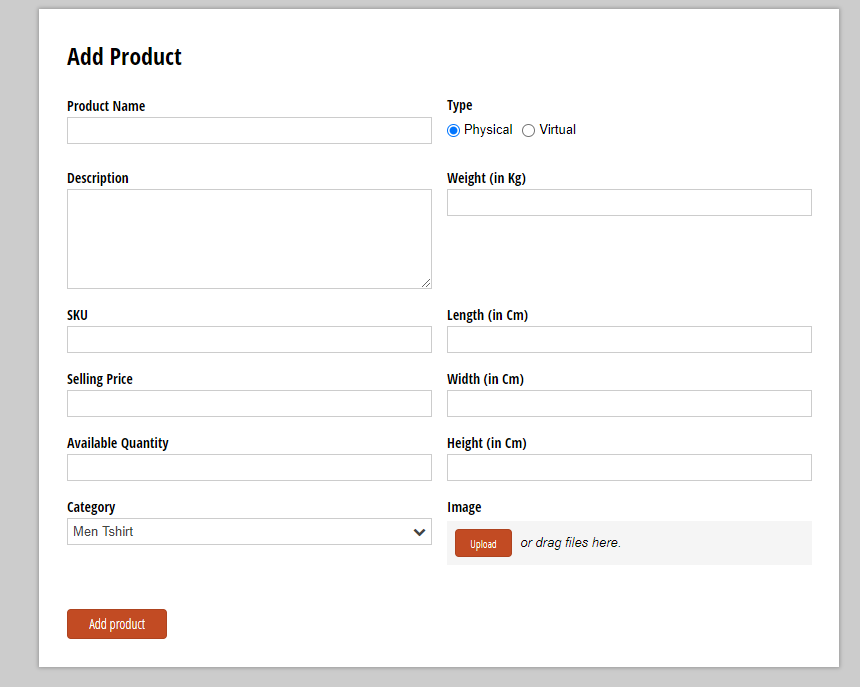 Add Product
Product Name
Type
Physical Virtual
Description
Weight (in Kg)
SKU
Length (in Cm)
Selling Price
Width (in Cm)
Available Quantity
Height (in Cm)
Category
Image
Men Tshirt
Upload or drag files here.
Add product